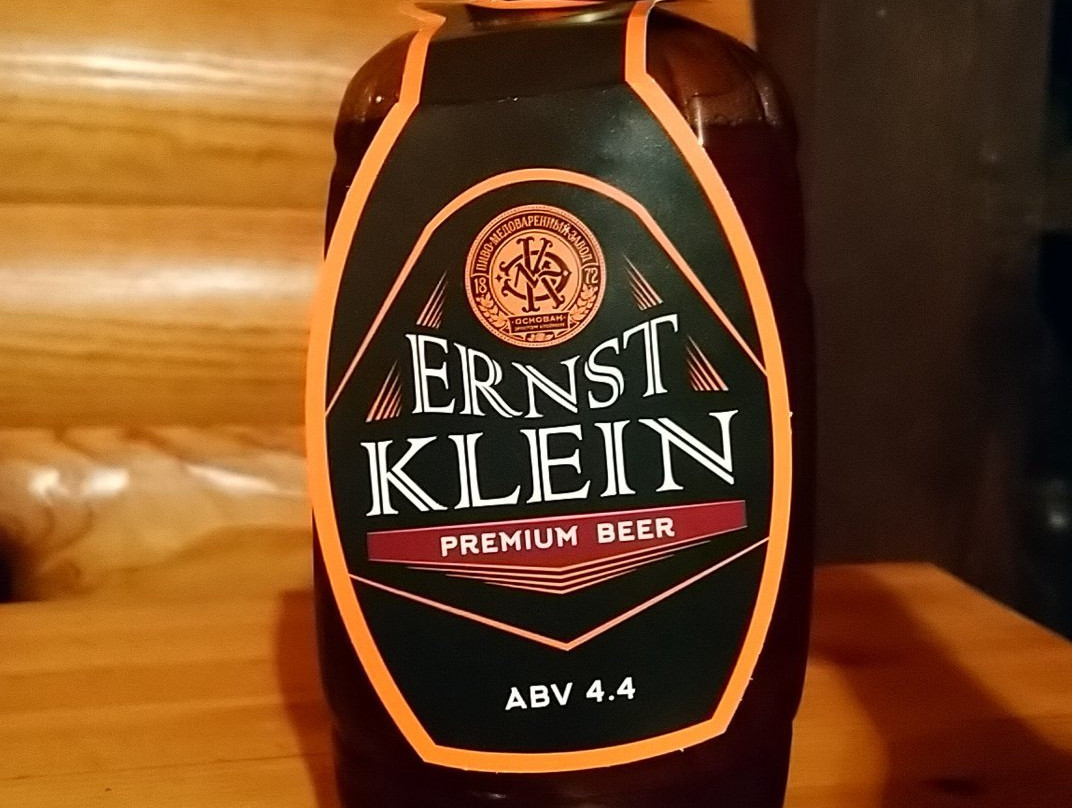 ПИВО-МЕДОВАРЕННЫЙ ЗАВОД
18 72
ОСНОВАН
ERNST
KLEIN
PREMIUM BEER
ABV 4.4